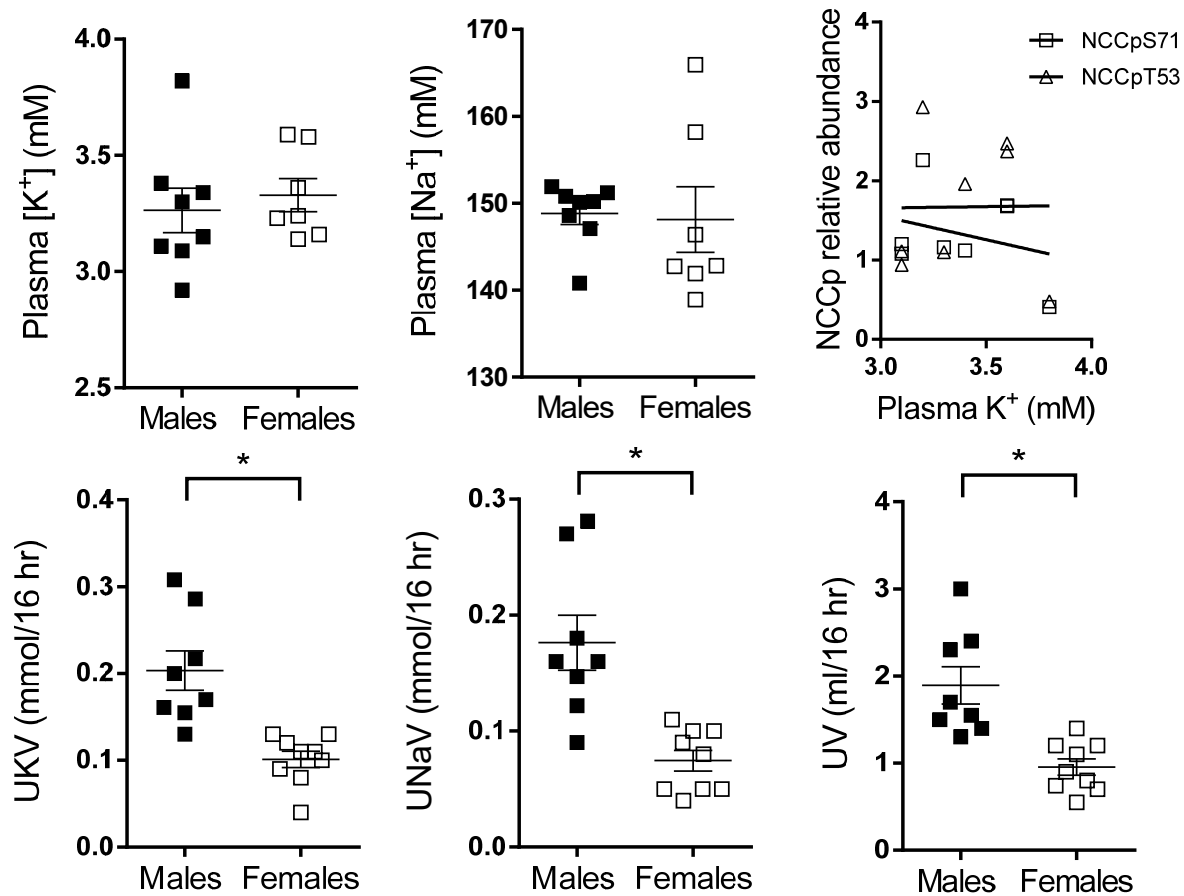 Plasma [K+] (mM)
4.0
3.5
3.0
2.5
Males Females
Plasma [Na+] (mM)
170
160
150
140
130
Males Females
NCCp relative abundance
4
3
2
1
0
NCCpS71
NCCpT53
3.0 3.5 4.0
Plasma K+ (mM)
UKV (mmol/16 hr)
0.4
0.3
0.2
0.1
0.0
*
Males Females
UNaV (mmol/16 hr)
0.3
0.2
0.1
0.0
*
Males Females
UV (ml/16 hr)
4
3
2
1
0
*
Males Females